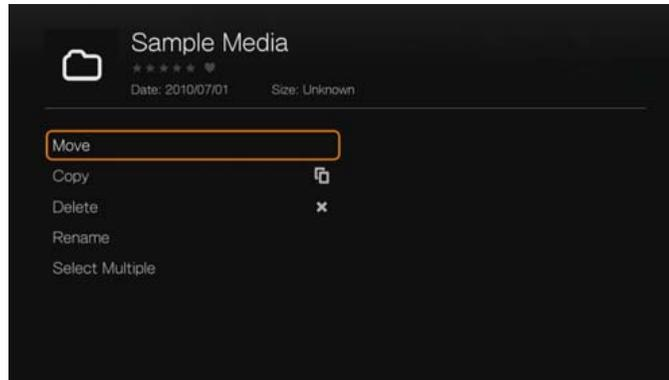 Sample Media
Date: 2010/07/01 Size: Unknown
Move
Copy
Delete
Rename
Select Multiple